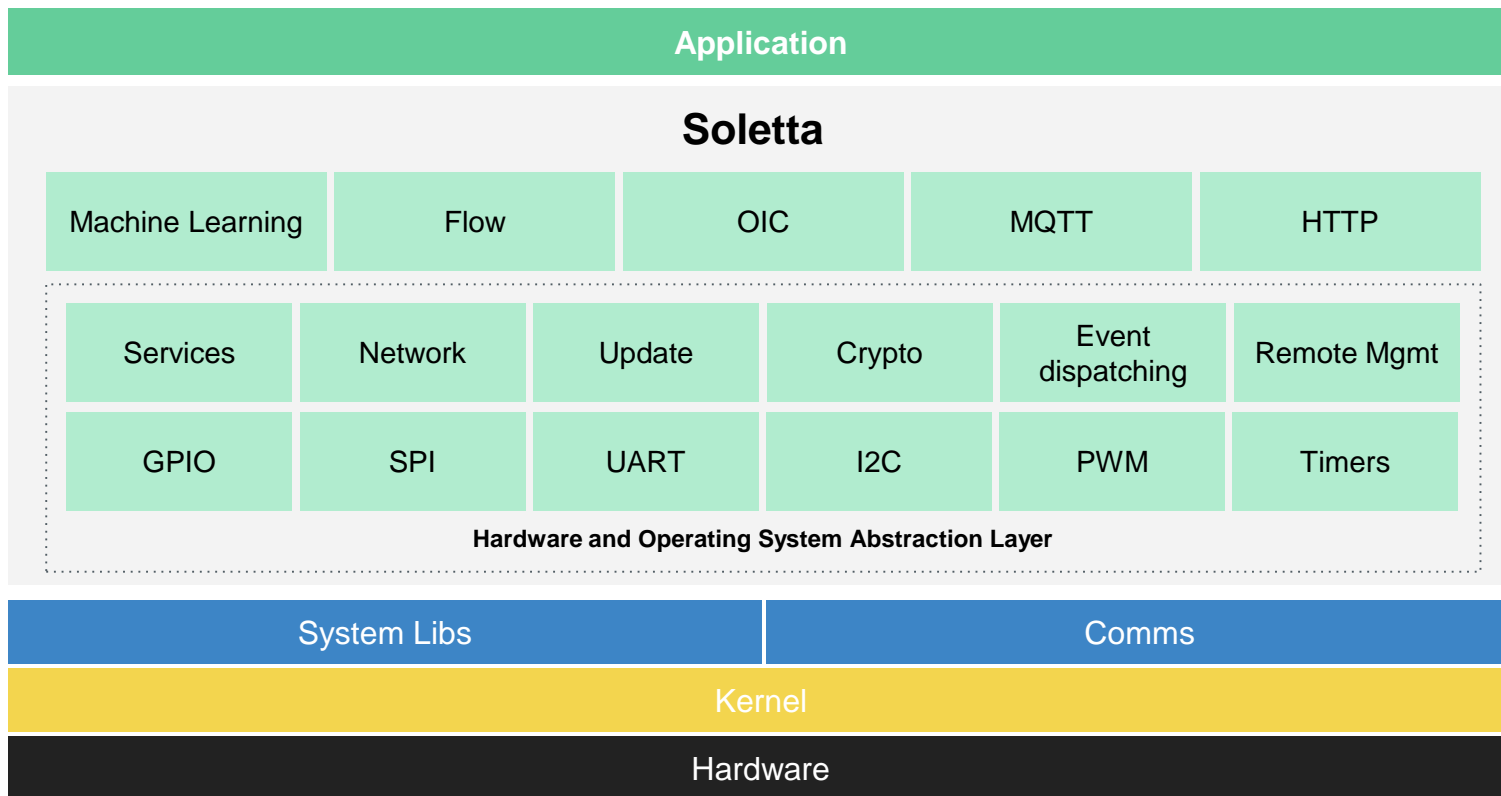 Application
Soletta
Machine Learning
Flow
OIC
MQTT
HTTP
Services
Network
Update
Crypto
Event
dispatching
Remote Mgmt
GPIO
SPI
UART
I2C
PWM
Timers
Hardware and Operating System Abstraction Layer
System Libs
Comms
Kernel
Hardware